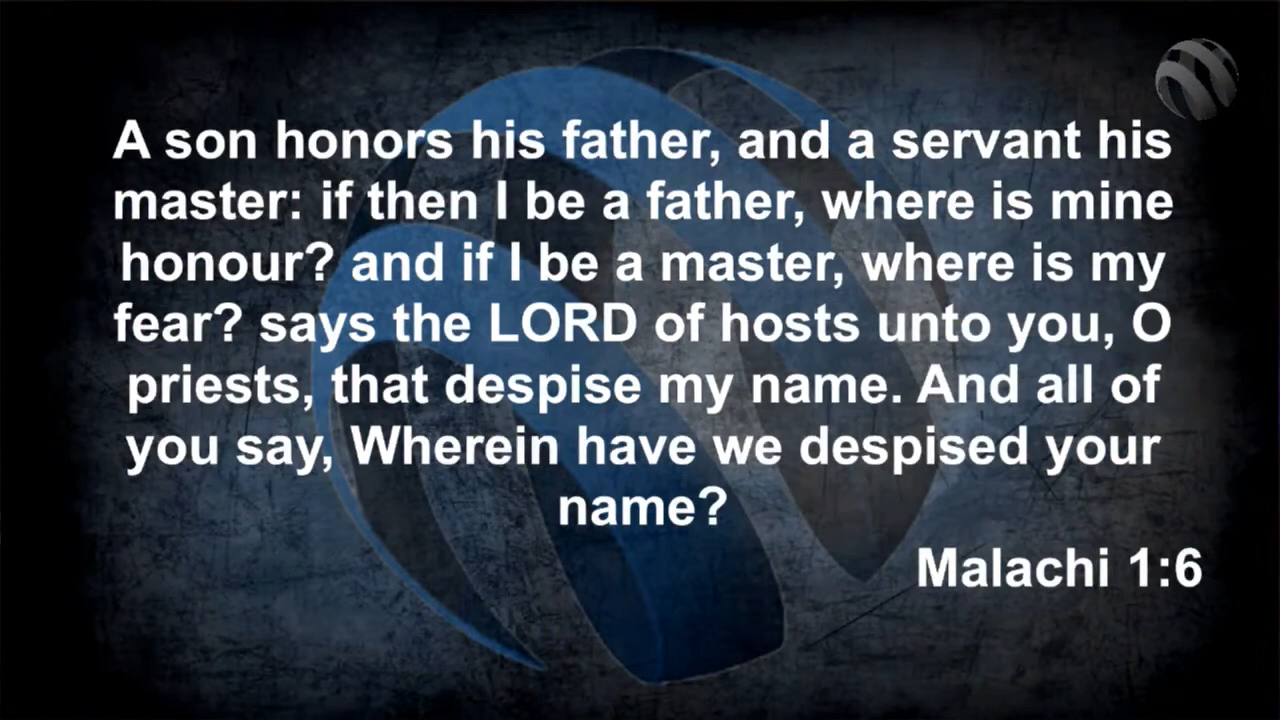 A son honors his father, and a servant his
master: if then I be a father, where is mine
honour? and if I be a master, where is my
fear? says the LORD of hosts unto you, O
priests, that despise my name. And all of
you say, Wherein have we despised your
name?
Malachi 1:6